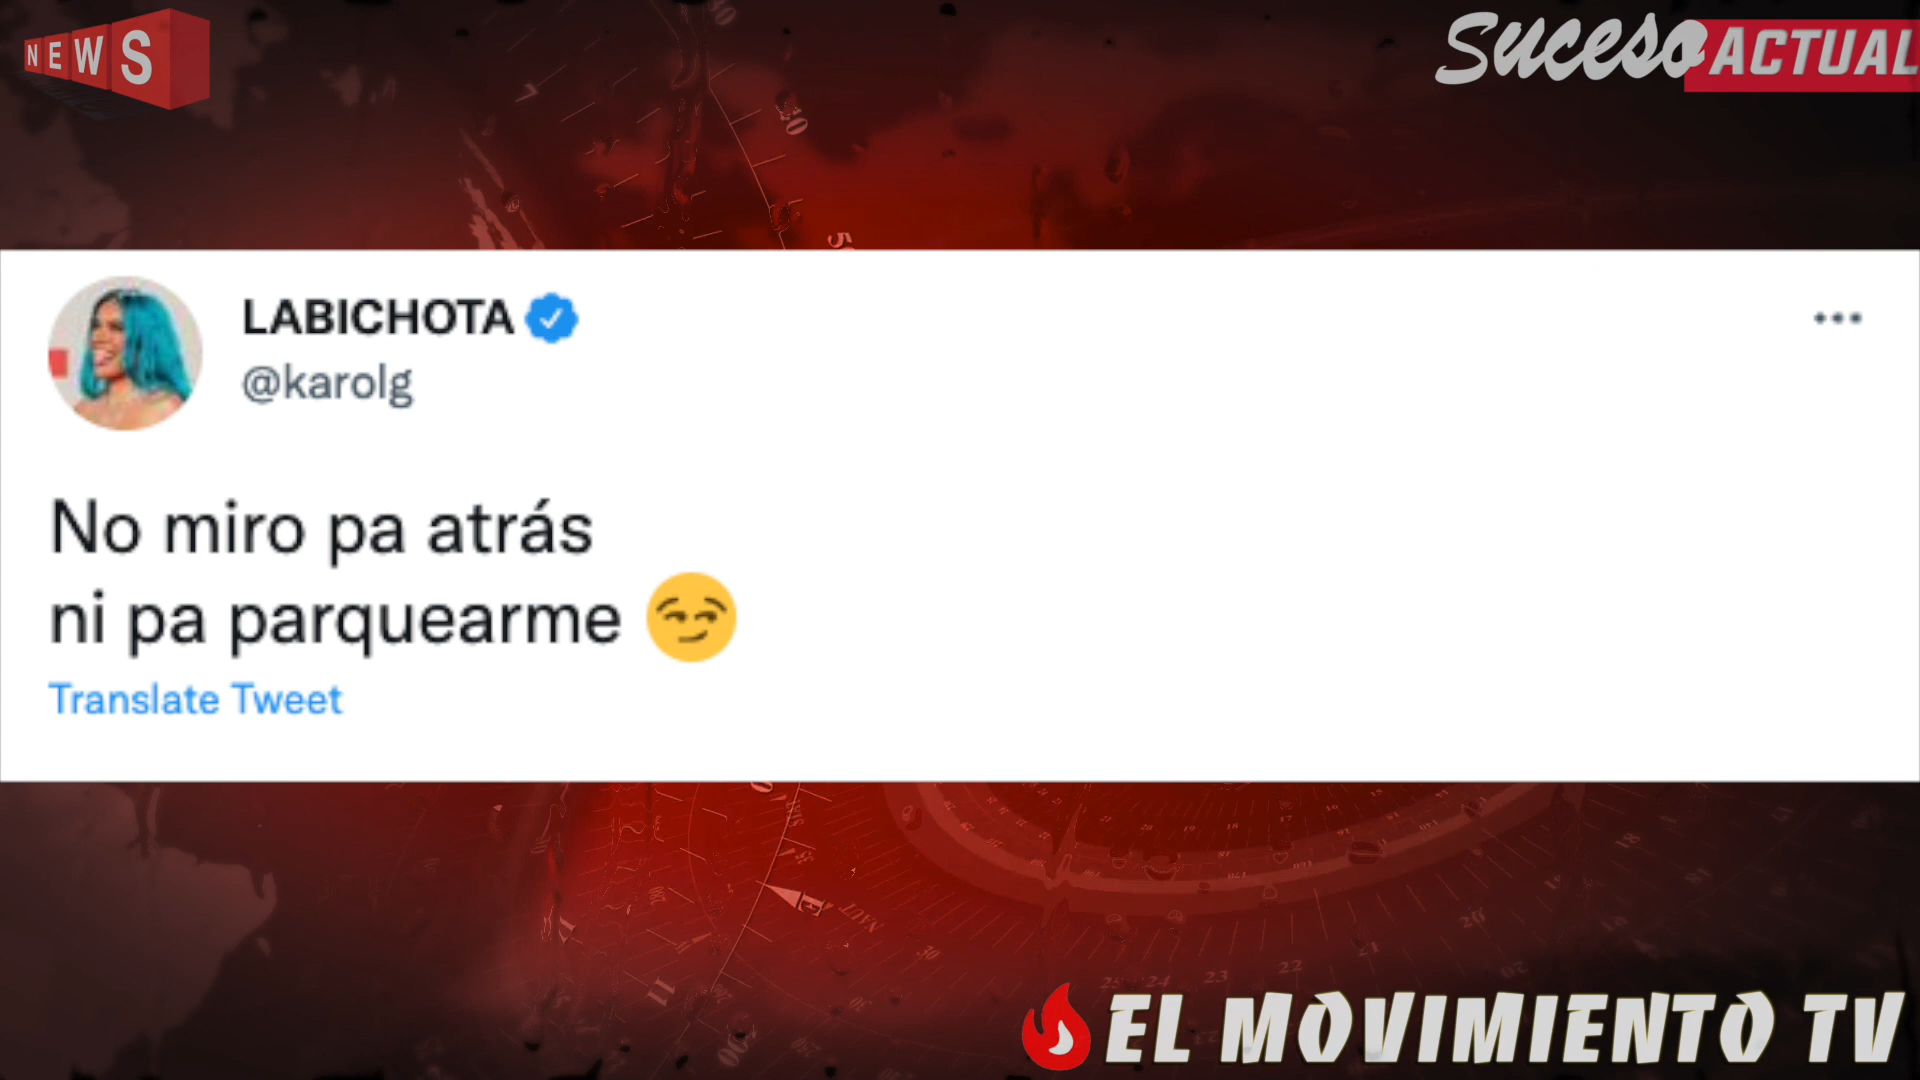 NEWS
Suceso ACTUAL
LABICHOTA
@karolg
No miro pa atrás
ni pa parquearme 😏
Translate Tweet
EL MOVIMIENTO TV